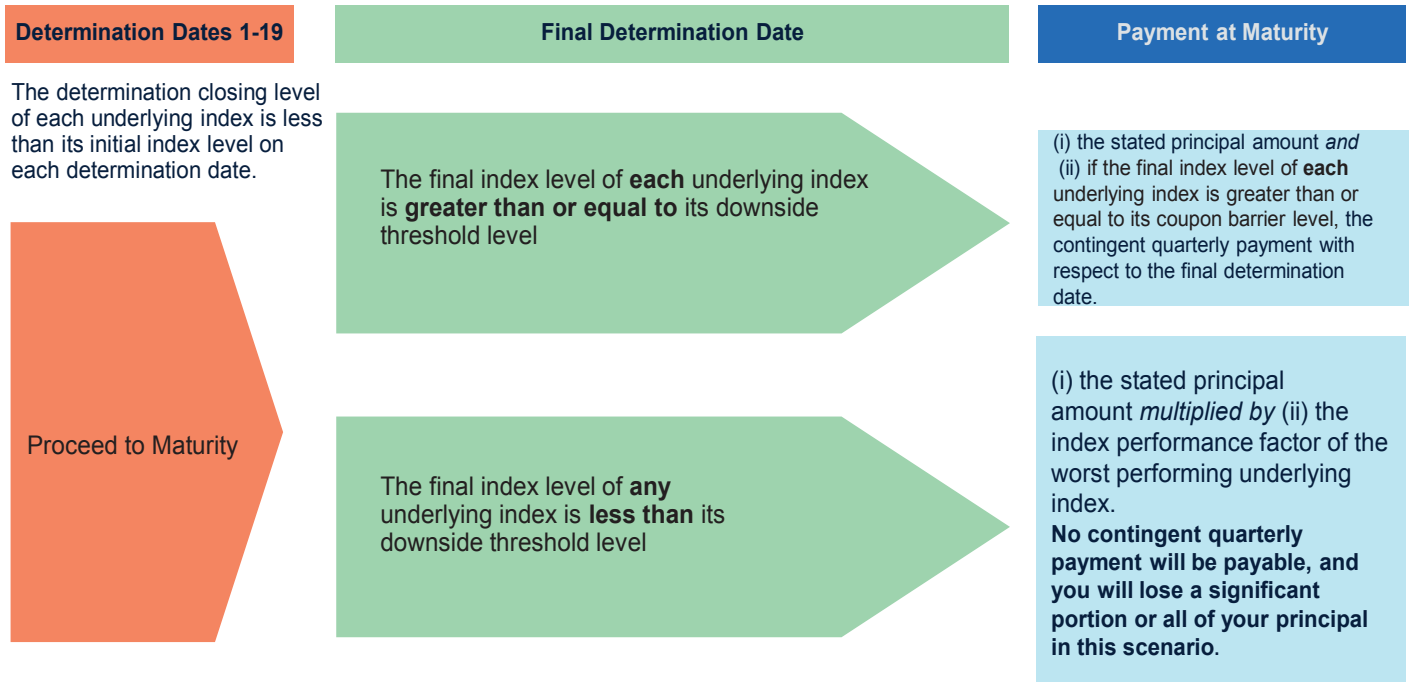 Determination Dates 1-19
Final Determination Date
Payment at Maturity
The determination closing level
of each underlying index is less
than its initial index level on
each determination date.
Proceed to Maturity
The final index level of each underlying index
is greater than or equal to its downside
threshold level
(i) the stated principal amount and
(ii) if the final index level of each
underlying index is greater than or
equal to its coupon barrier level, the
contingent quarterly payment with
respect to the final determination
date.
The final index level of any
underlying index is less than its
downside threshold level
(i) the stated principal
amount multiplied by (ii) the
index performance factor of the
worst performing underlying
index.
No contingent quarterly
payment will be payable, and
you will lose a significant
portion or all of your principal
in this scenario.